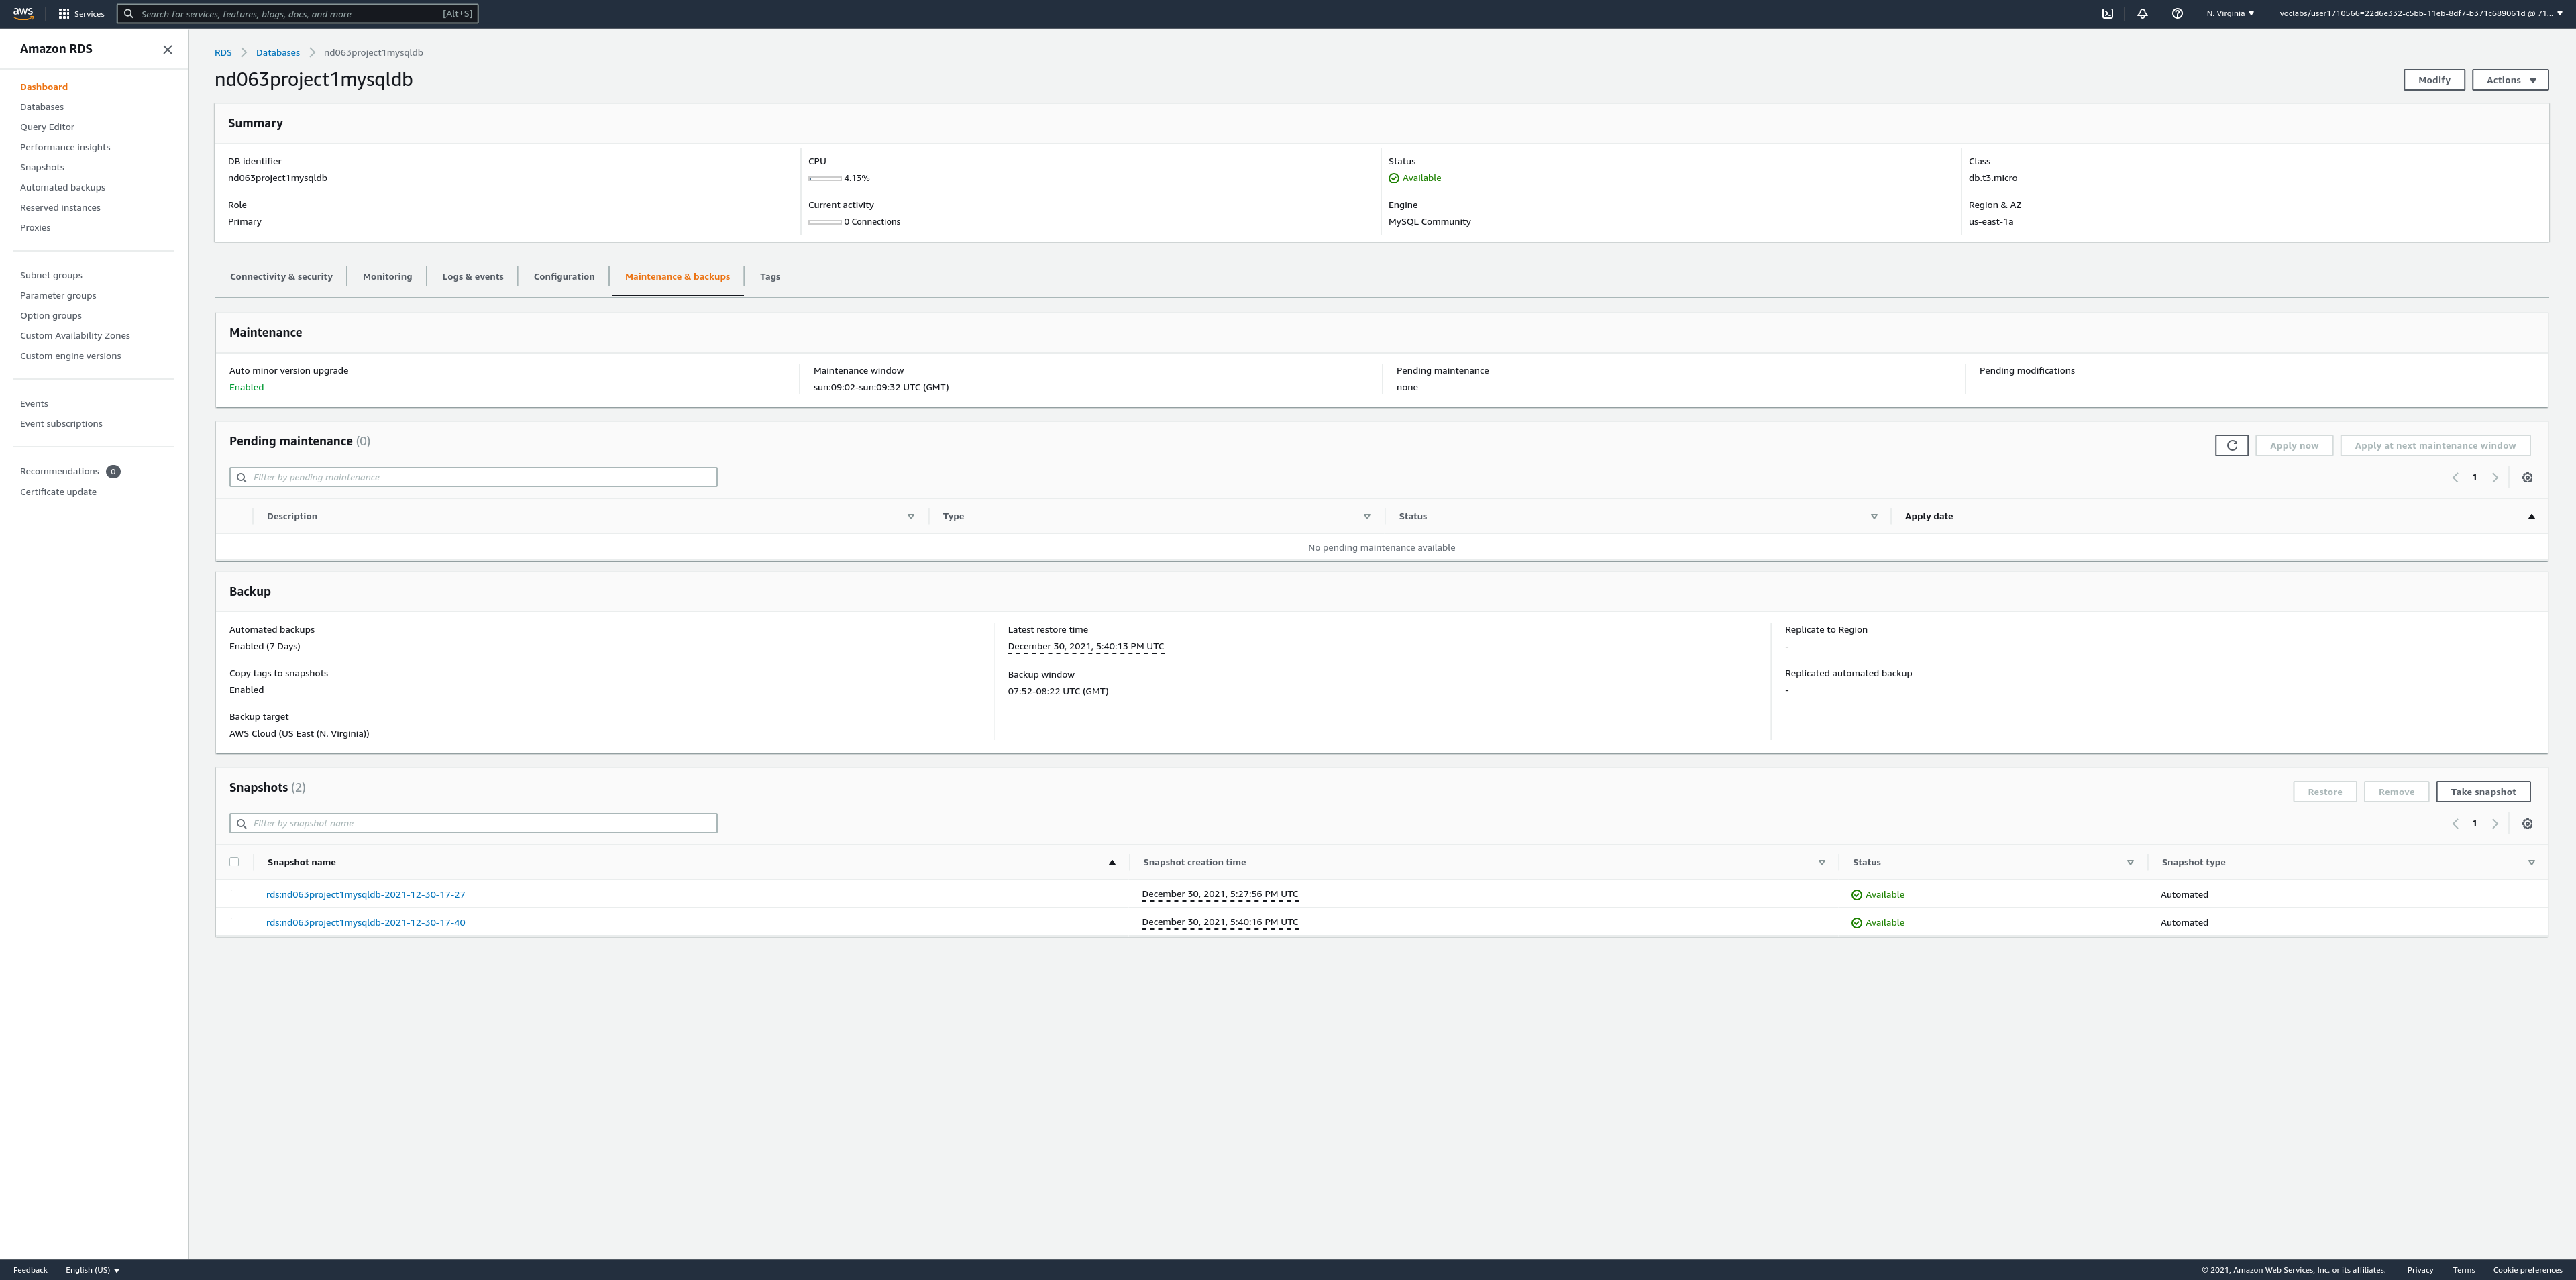 aws Services Search for services, features, blogs, docs, and more [Alt+S] N. Virginia ▼ voclabs/user1710566=22d6e332-c5bb-11eb-8df7-b371c689061d @ 71... ▼
Amazon RDS
Dashboard
Databases
Query Editor
Performance insights
Snapshots
Automated backups
Reserved instances
Proxies
Subnet groups
Parameter groups
Option groups
Custom Availability Zones
Custom engine versions
Events
Event subscriptions
Recommendations 0
Certificate update
RDS > Databases > nd063project1mysqldb
nd063project1mysqldb
Modify Actions ▼
Summary
DB identifier CPU Status Class
nd063project1mysqldb 4.13% Available db.t3.micro
Role Current activity Engine Region & AZ
Primary 0 Connections MySQL Community us-east-1a
Connectivity & security Monitoring Logs & events Configuration Maintenance & backups Tags
Maintenance
Auto minor version upgrade Maintenance window Pending maintenance Pending modifications
Enabled sun:09:02-sun:09:32 UTC (GMT) none
Pending maintenance (0)
Apply now Apply at next maintenance window
Filter by pending maintenance
1
Description Type Status Apply date
No pending maintenance available
Backup
Automated backups Latest restore time Replicate to Region
Enabled (7 Days) December 30, 2021, 5:40:13 PM UTC -
Copy tags to snapshots Backup window Replicated automated backup
Enabled 07:52-08:22 UTC (GMT) -
Backup target
AWS Cloud (US East (N. Virginia))
Snapshots (2)
Restore Remove Take snapshot
Filter by snapshot name
1
Snapshot name Snapshot creation time Status Snapshot type
rds:nd063project1mysqldb-2021-12-30-17-27 December 30, 2021, 5:27:56 PM UTC Available Automated
rds:nd063project1mysqldb-2021-12-30-17-40 December 30, 2021, 5:40:16 PM UTC Available Automated
Feedback English (US) ▼ © 2021, Amazon Web Services, Inc. or its affiliates. Privacy Terms Cookie preferences